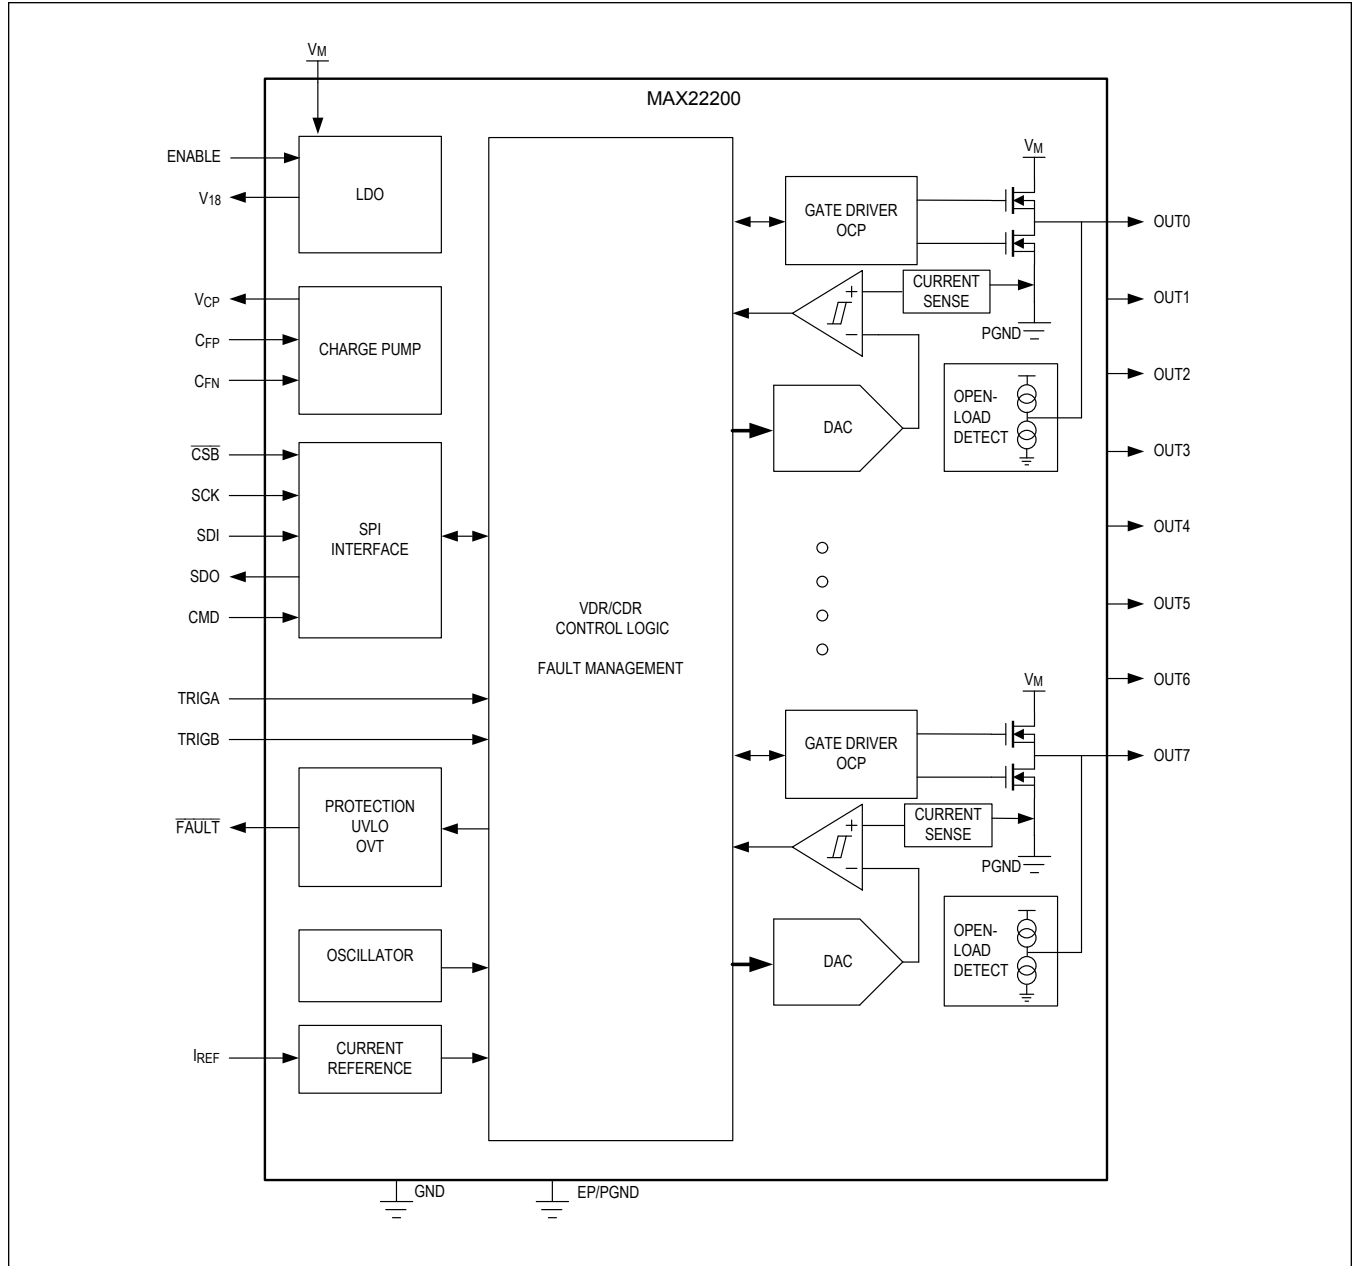 VM
MAX22200
ENABLE
V18
LDO
VCP
CFP
CFN
CHARGE PUMP
CSB
SCK
SDI
SDO
CMD
SPI
INTERFACE
TRIGA
TRIGB
FAULT
PROTECTION
UVLO
OVT
OSCILLATOR
IREF
CURRENT
REFERENCE
VDR/CDR
CONTROL LOGIC
FAULT MANAGEMENT
VM
GATE DRIVER
OCP
CURRENT
SENSE
+
−
PGND
DAC
OPEN-
LOAD
DETECT
VM
GATE DRIVER
OCP
CURRENT
SENSE
+
−
PGND
DAC
OPEN-
LOAD
DETECT
OUT0
OUT1
OUT2
OUT3
OUT4
OUT5
OUT6
OUT7
GND
EP/PGND